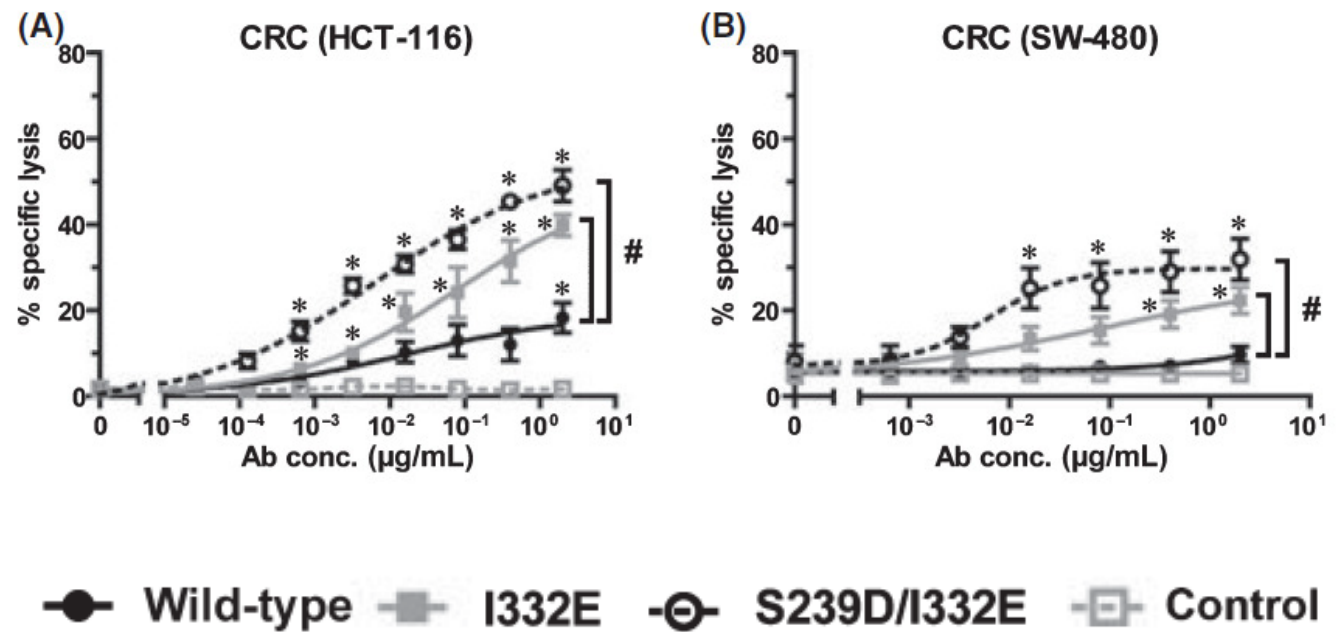 (A) CRC (HCT-116)
80
60
40
20
0
% specific lysis
* * * * * * * *
* * * * * *
#
0 10⁻⁵ 10⁻⁴ 10⁻³ 10⁻² 10⁻¹ 10⁰ 10¹
Ab conc. (µg/mL)
(B) CRC (SW-480)
80
60
40
20
0
% specific lysis
* * * *
* *
#
0 10⁻³ 10⁻² 10⁻¹ 10⁰ 10¹
Ab conc. (µg/mL)
Wild-type I332E S239D/I332E Control